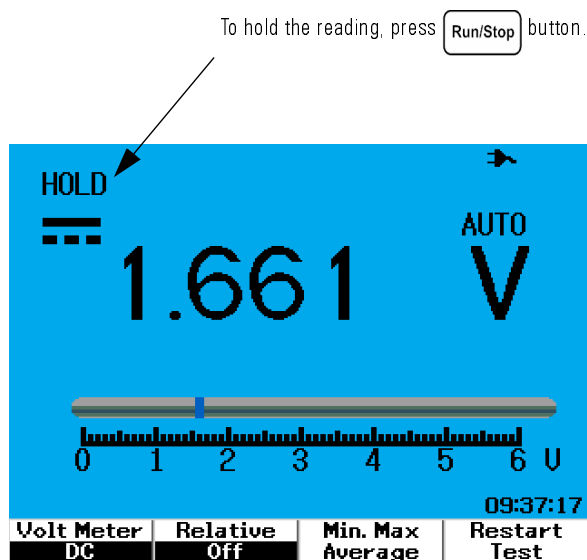 To hold the reading, press Run/Stop button.
HOLD
AUTO
1.661 V
0 1 2 3 4 5 6 V
09:37:17
Volt Meter Relative Min. Max Restart
DC Off Average Test